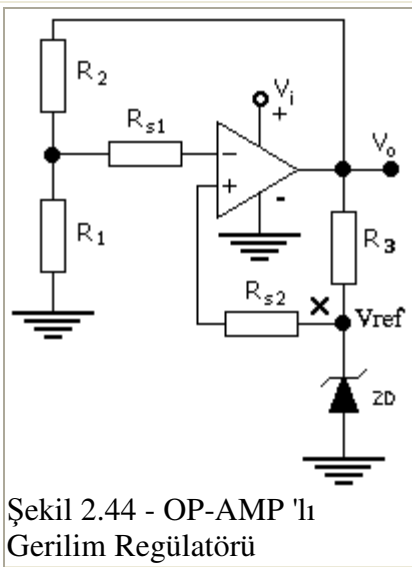 R2
Rs1
Vi
+
−
+
-
Vo
R1
R3
Rs2
×
Vref
ZD
Şekil 2.44 - OP-AMP 'lı
Gerilim Regülatörü